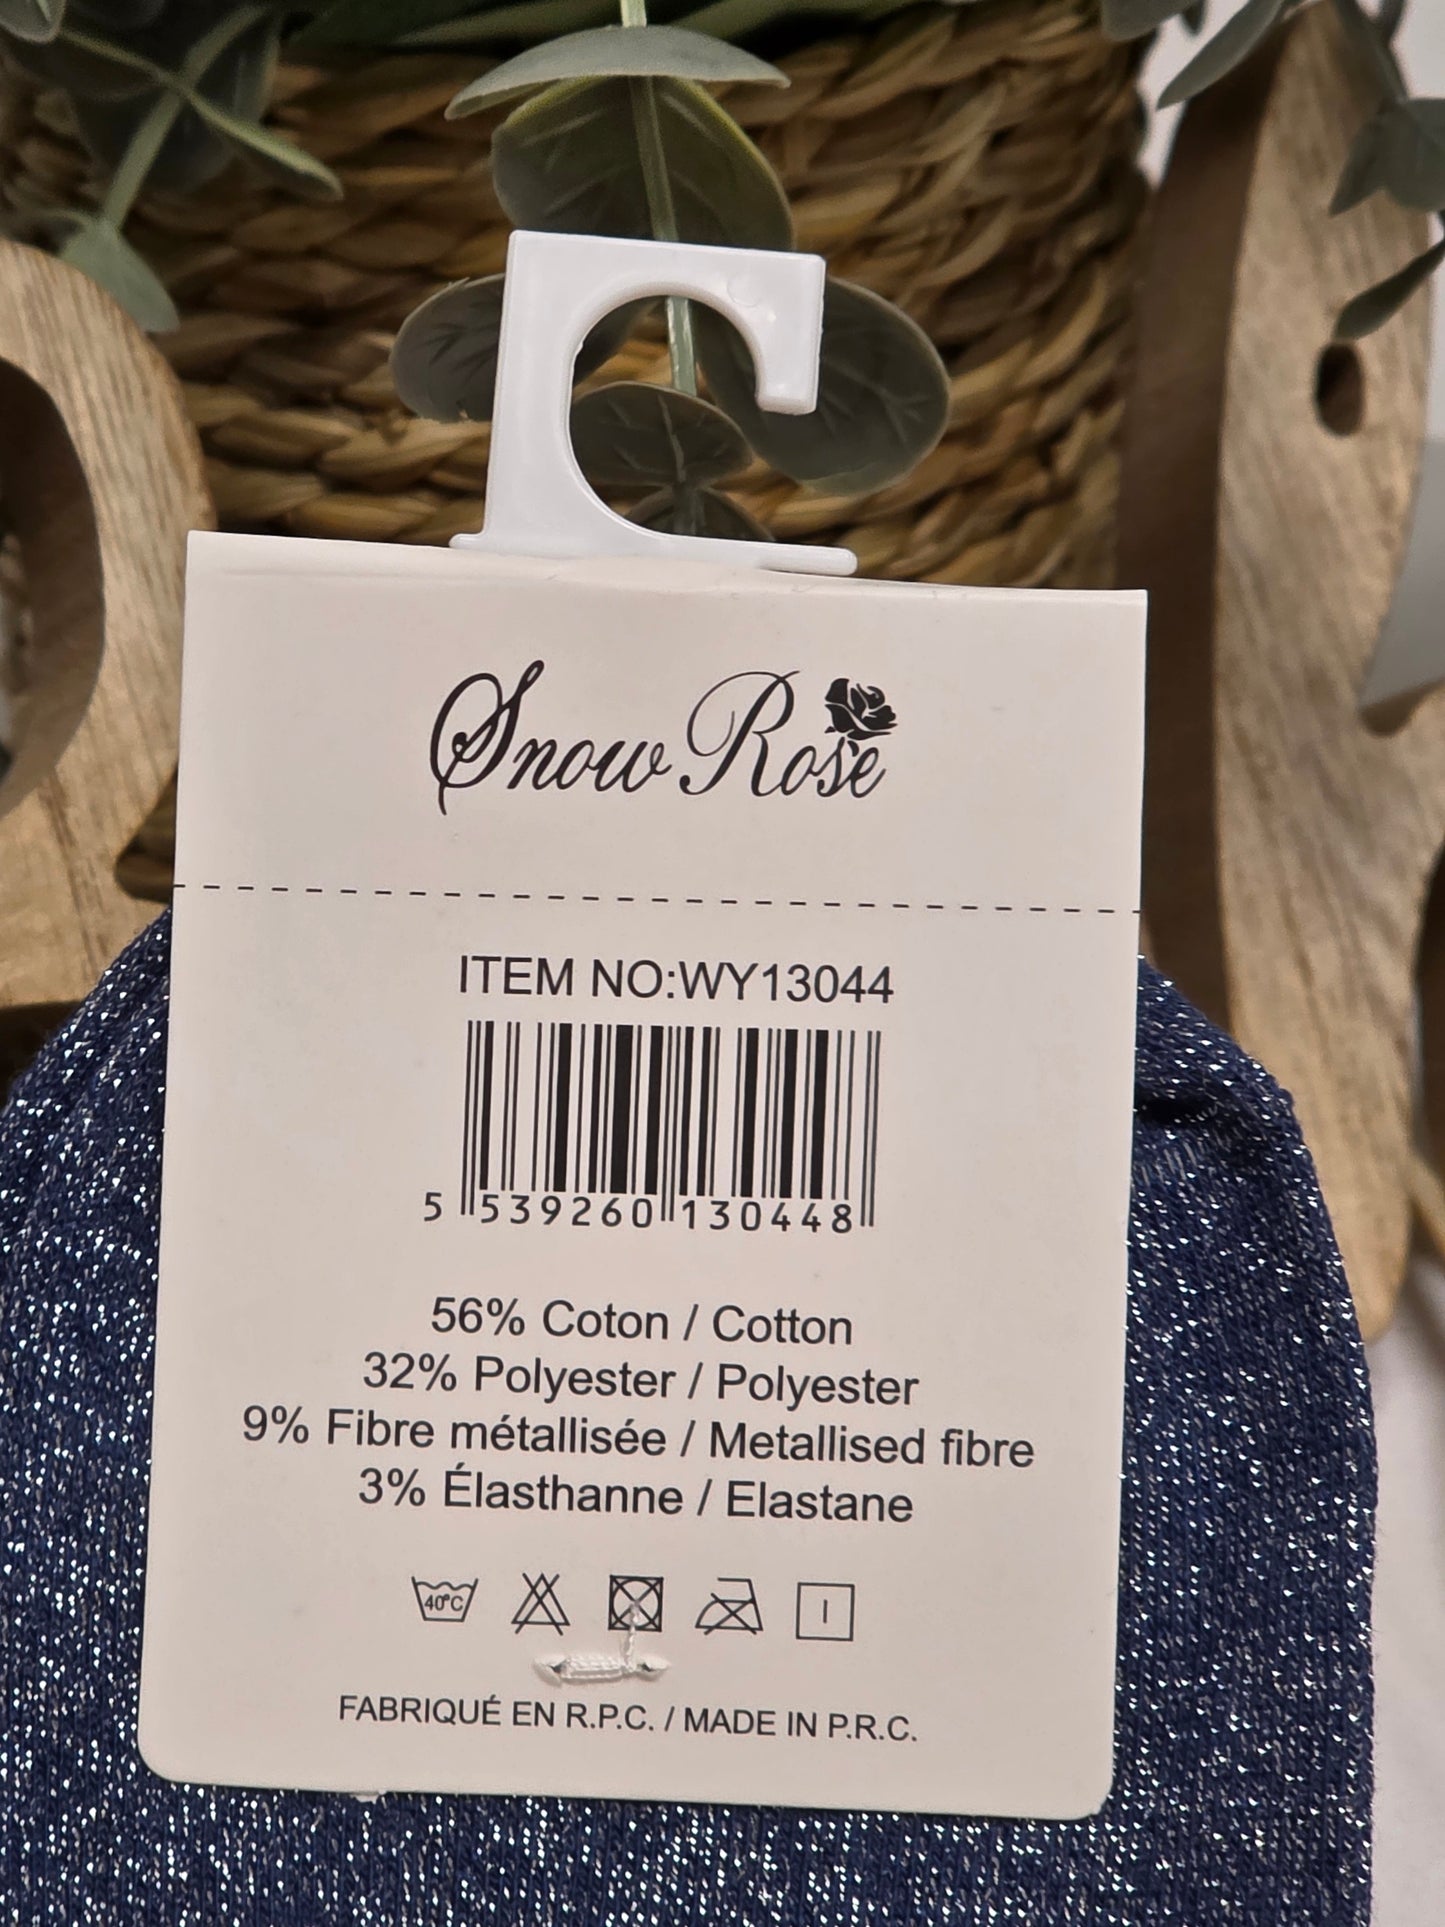 Snow Rose
ITEM NO:WY13044
5 539260 130448
56% Coton / Cotton
32% Polyester / Polyester
9% Fibre métallisée / Metallised fibre
3% Élasthanne / Elastane
40°C
FABRIQUÉ EN R.P.C. / MADE IN P.R.C.